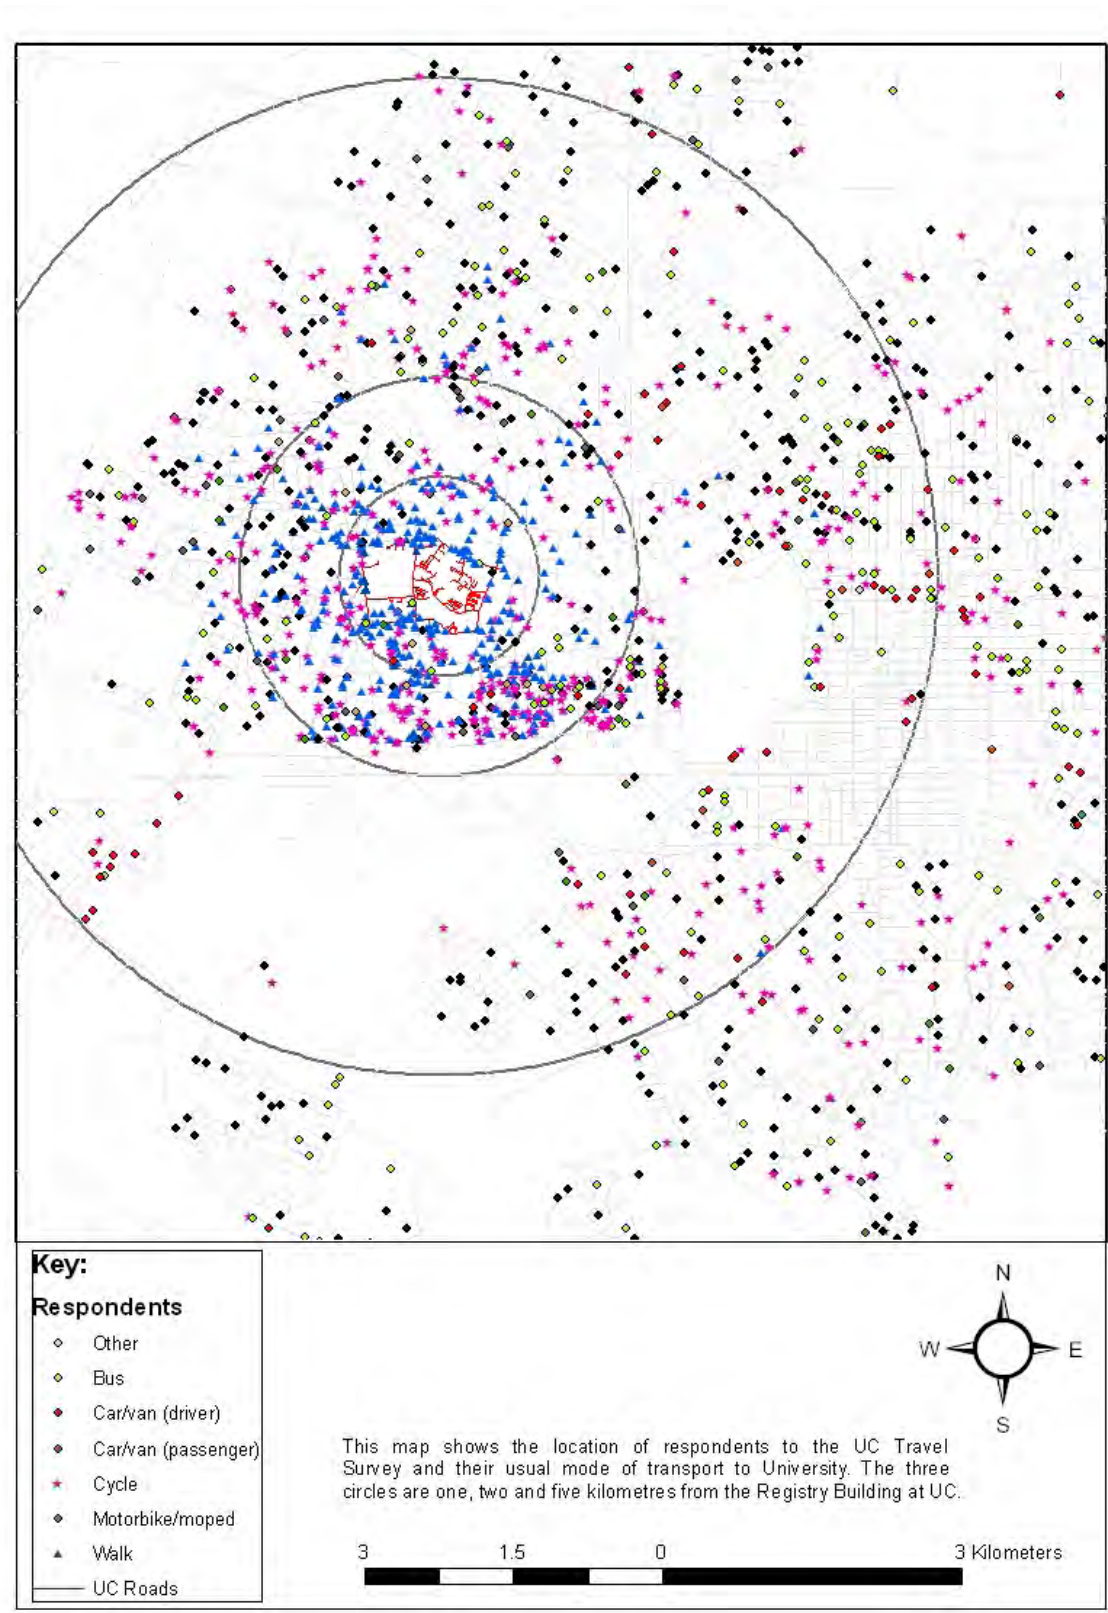 Key:
Respondents
Other
Bus
Car/van (driver)
Car/van (passenger)
Cycle
Motorbike/moped
Walk
UC Roads
N
W E
S
This map shows the location of respondents to the UC Travel
Survey and their usual mode of transport to University. The three
circles are one, two and five kilometres from the Registry Building at UC.
3 1.5 0 3 Kilometers